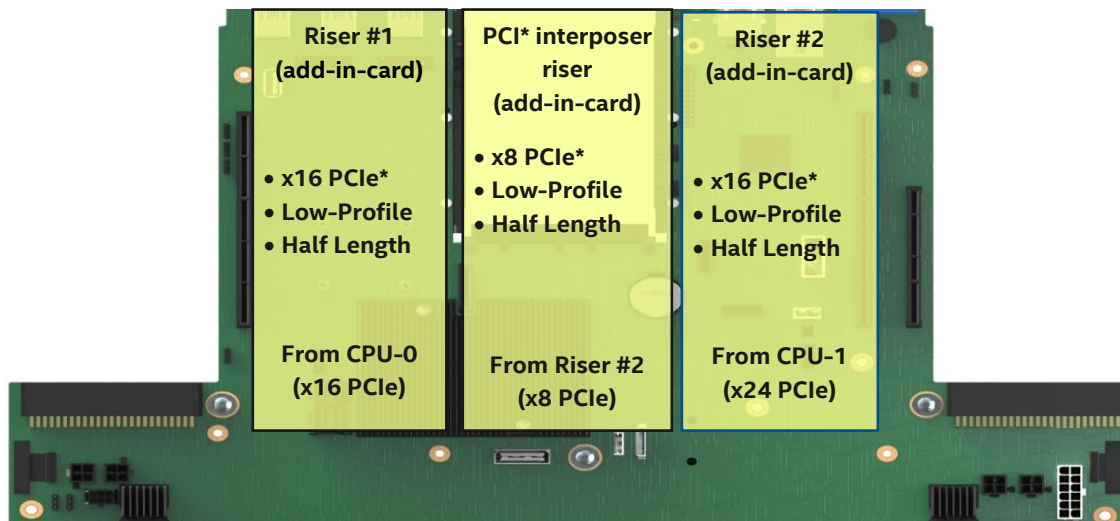 Riser #1
(add-in-card)
• x16 PCIe*
• Low-Profile
• Half Length
From CPU-0
(x16 PCIe)
PCI* interposer
riser
(add-in-card)
• x8 PCIe*
• Low-Profile
• Half Length
From Riser #2
(x8 PCIe)
Riser #2
(add-in-card)
• x16 PCIe*
• Low-Profile
• Half Length
From CPU-1
(x24 PCIe)